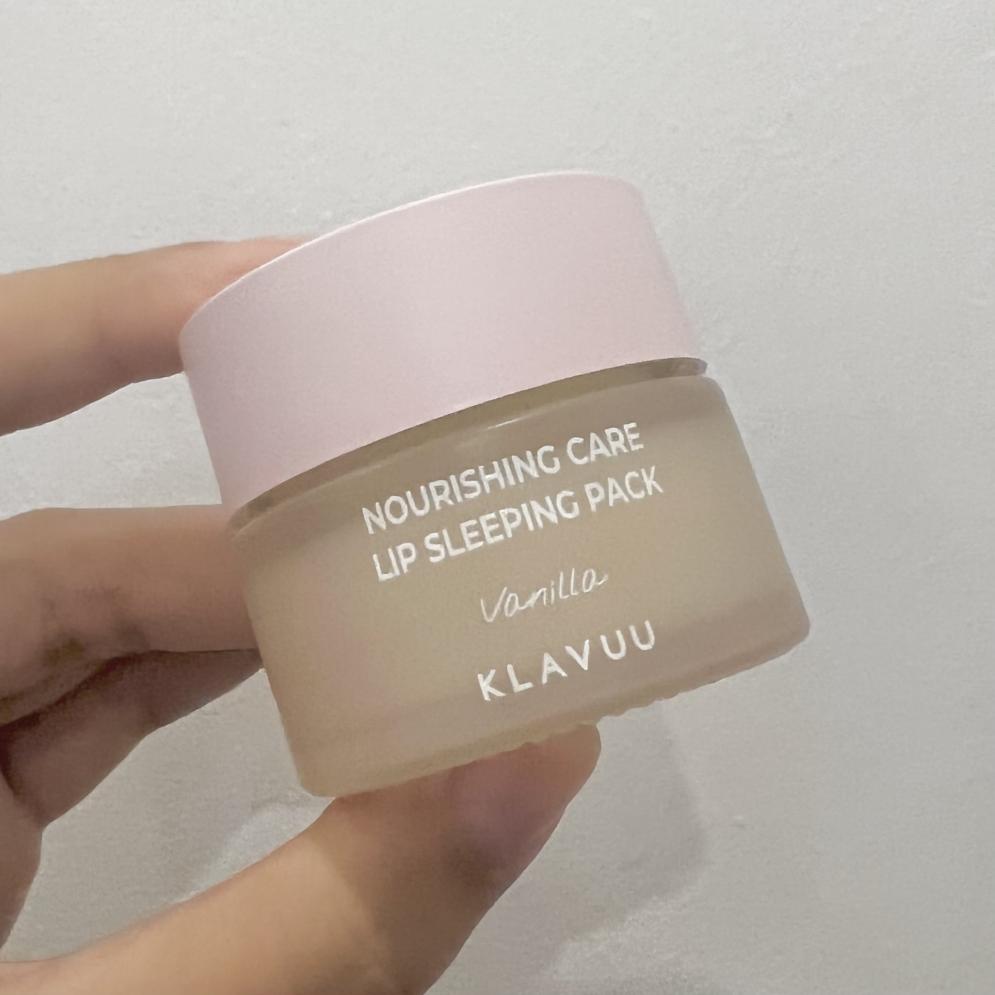 NOURISHING CARE
LIP SLEEPING PACK
Vanilla
KLAVUU